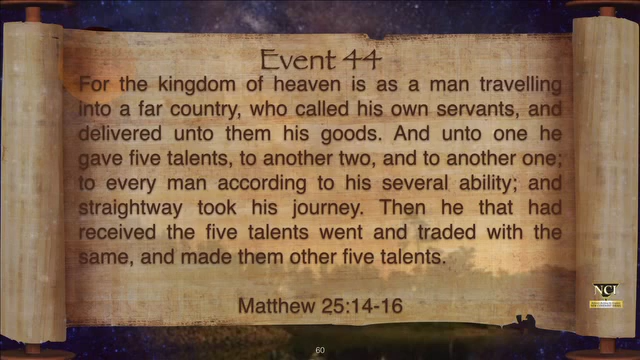 Event 44
For the kingdom of heaven is as a man travelling
into a far country, who called his own servants, and
delivered unto them his goods. And unto one he
gave five talents, to another two, and to another one;
to every man according to his several ability; and
straightway took his journey. Then he that had
received the five talents went and traded with the
same, and made them other five talents.
Matthew 25:14-16
NCI
60